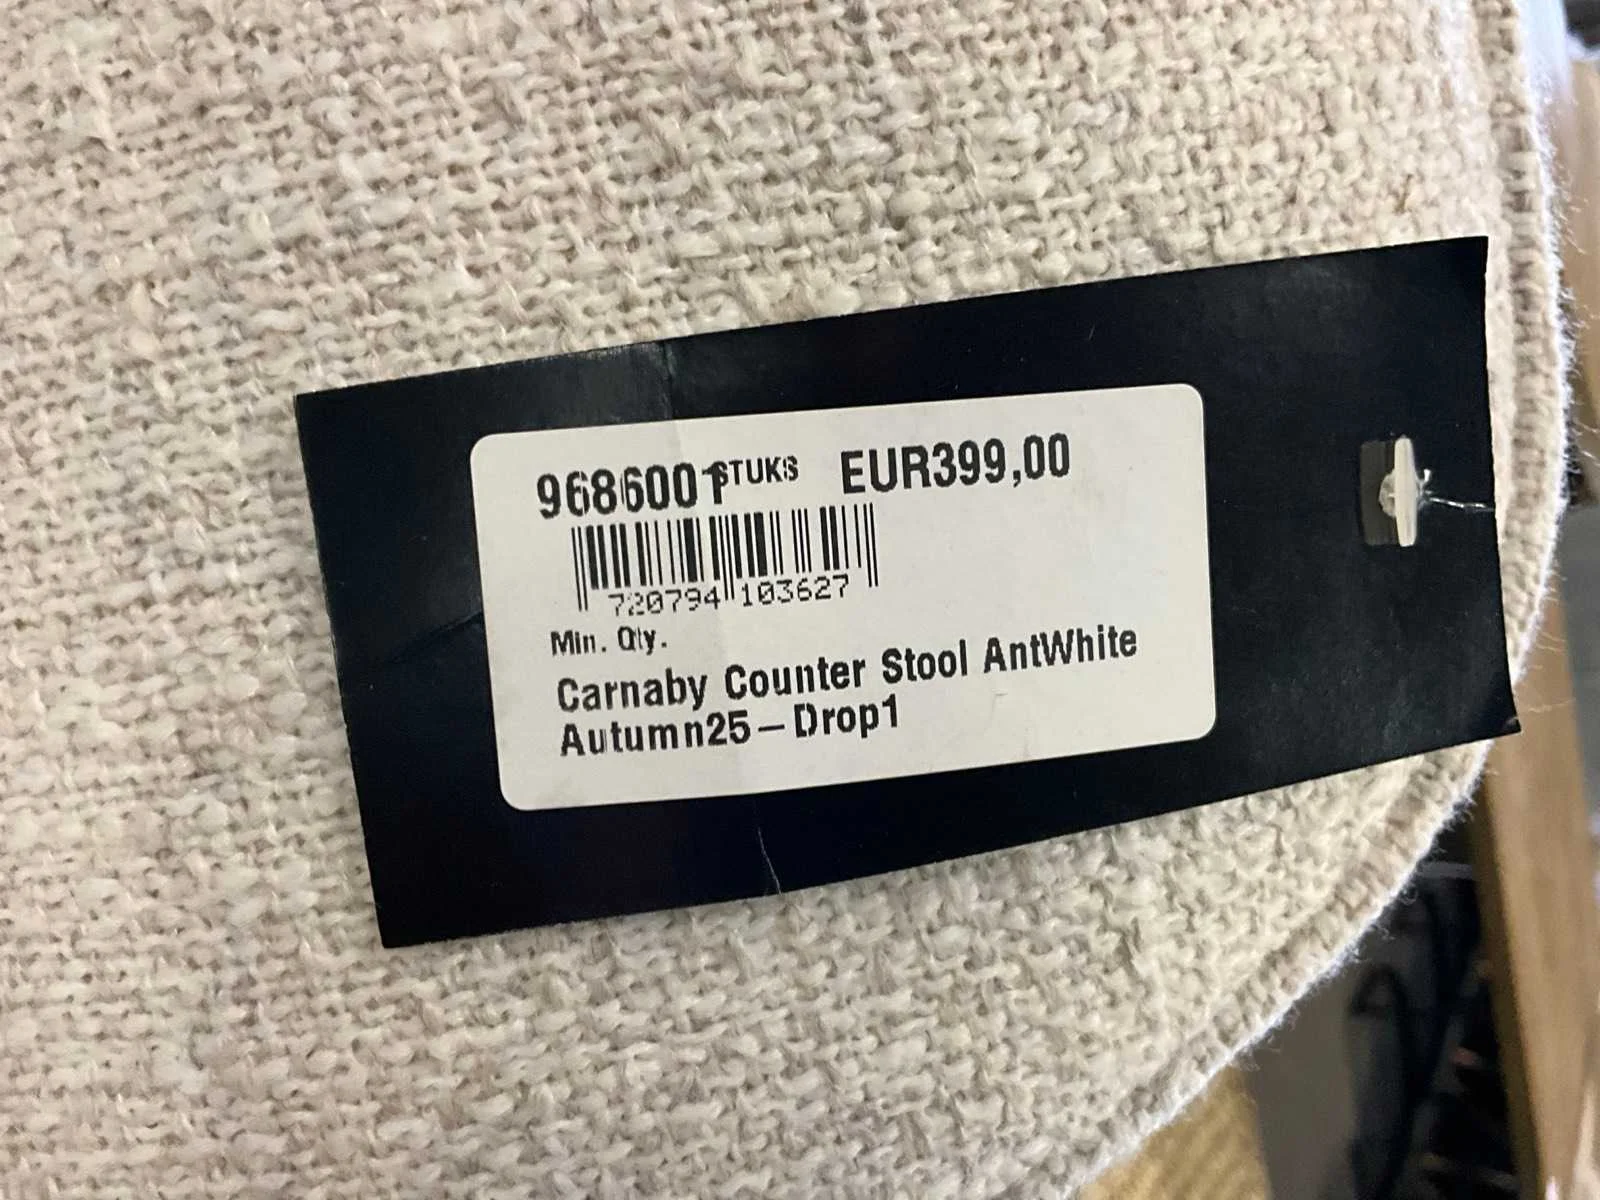 9686001 STUKS EUR399,00
720794 103627
Min. Qty.
Carnaby Counter Stool AntWhite
Autumn25-Drop1